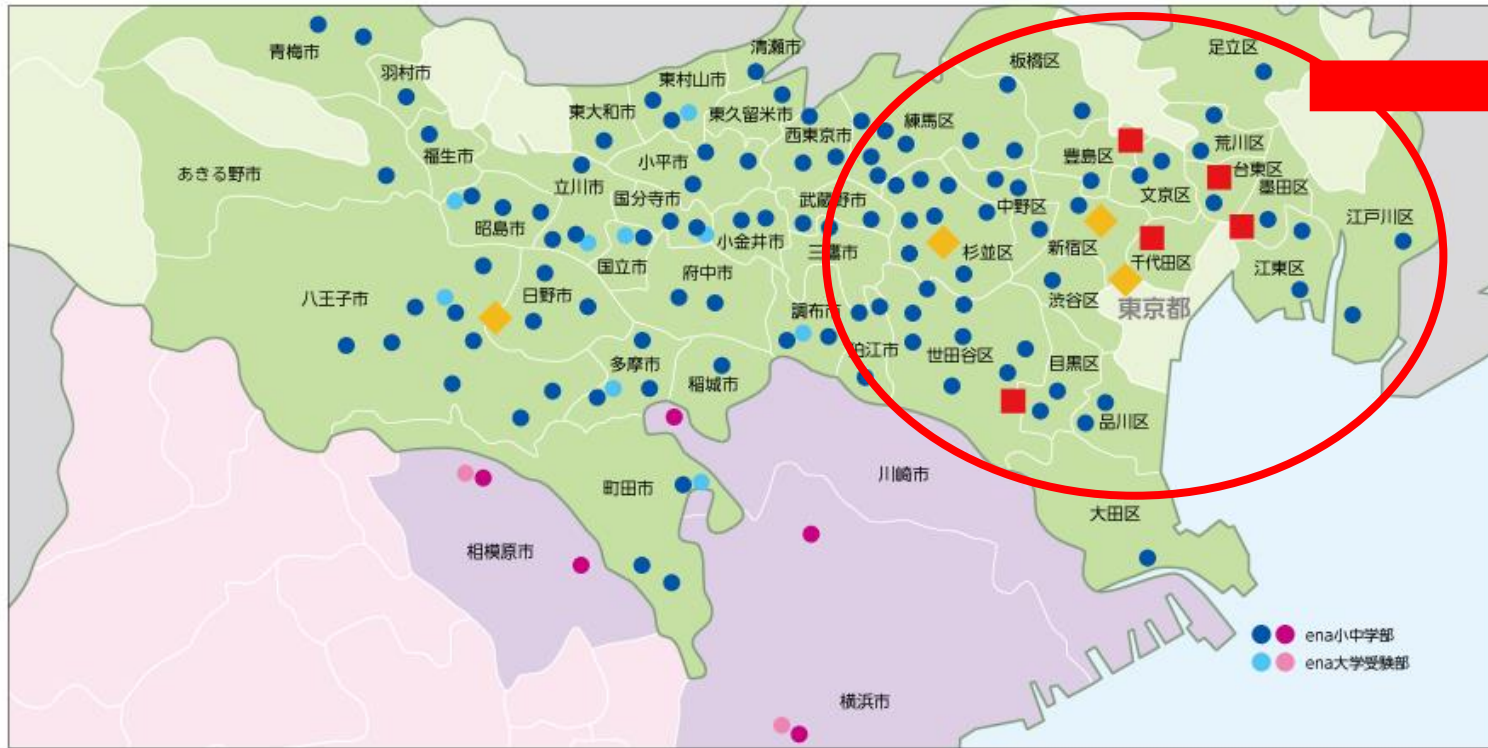 青梅市
羽村市
清瀬市
東村山市
東大和市
東久留米市
西東京市
板橋区
足立区
練馬区
あきる野市
福生市
立川市
小平市
国分寺市
武蔵野市
豊島区
荒川区
台東区
文京区
墨田区
中野区
昭島市
小金井市
三鷹市
杉並区
新宿区
千代田区
江戸川区
国立市
府中市
江東区
八王子市
日野市
調布市
渋谷区
東京都
多摩市
稲城市
狛江市
世田谷区
目黒区
品川区
町田市
川崎市
大田区
相模原市
横浜市
ena小中学部
ena大学受験部